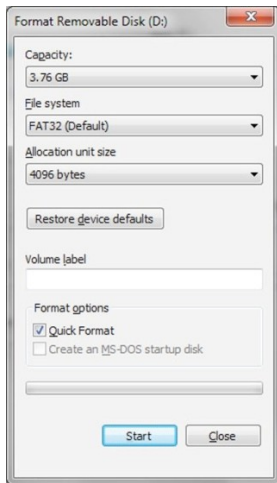 Format Removable Disk (D:)
Capacity:
3.76 GB
File system
FAT32 (Default)
Allocation unit size
4096 bytes
Restore device defaults
Volume label
Format options
Quick Format
Create an MS-DOS startup disk
Start Close